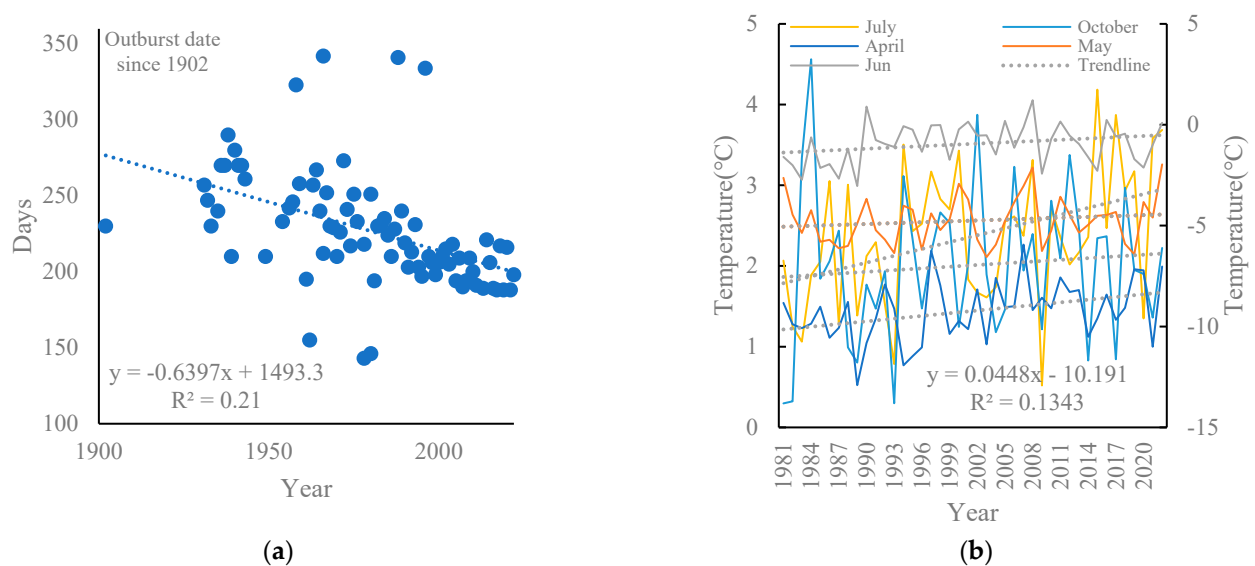 Outburst date
since 1902
350
300
250
200
150
100
Days
y = -0.6397x + 1493.3
R² = 0.21
1900
1950
2000
Year
(a)
July
October
April
May
Jun
Trendline
5
4
3
2
1
0
Temperature(℃)
5
0
-5
-10
-15
Temperature(℃)
y = 0.0448x - 10.191
R² = 0.1343
1981
1984
1987
1990
1993
1996
1999
2002
2005
2008
2011
2014
2017
2020
Year
(b)